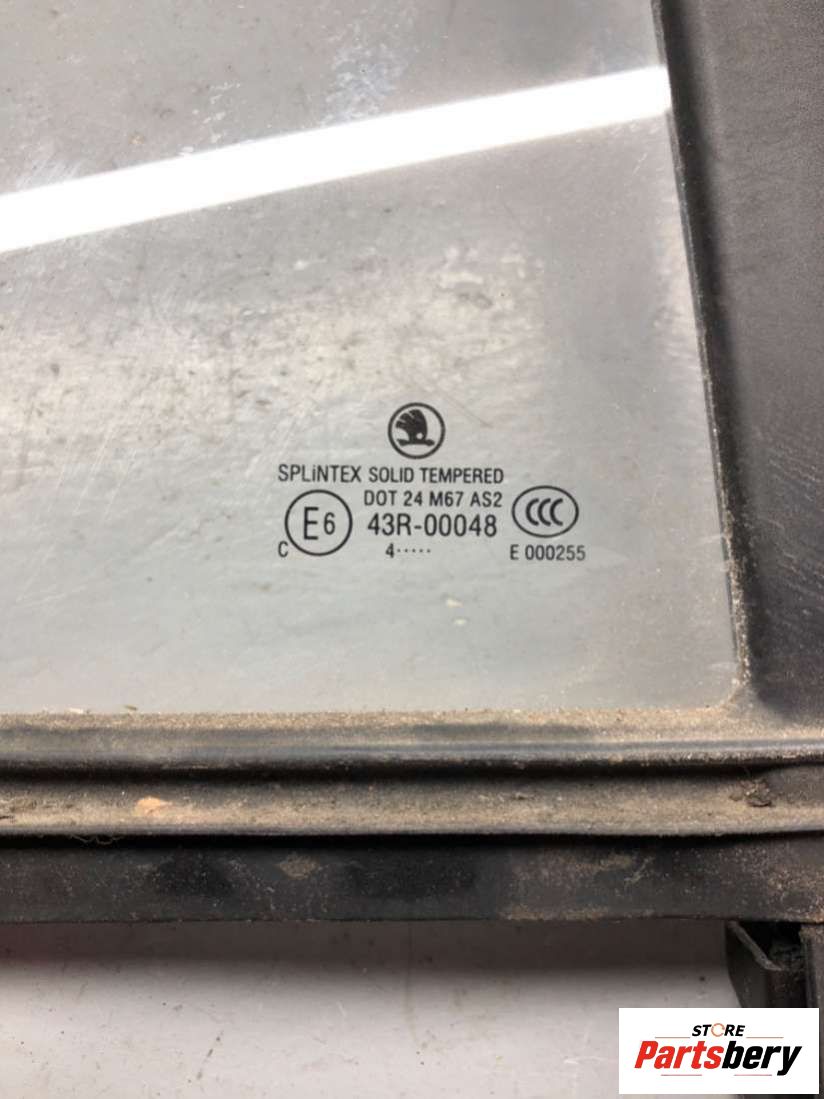 SPLiNTEX SOLID TEMPERED
DOT 24 M67 AS2
E6 43R-00048 CCC
C 4····· E 000255
STORE
Partsbery